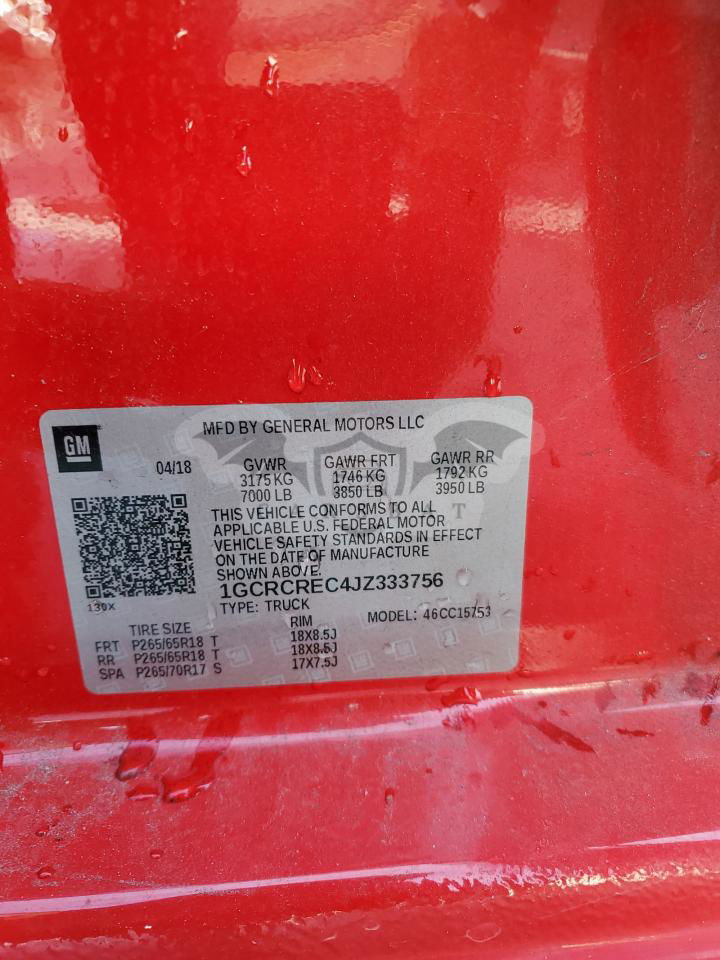 MFD BY GENERAL MOTORS LLC
GM
04/18
GVWR GAWR FRT GAWR RR
3175 KG 1746 KG 1792 KG
7000 LB 3850 LB 3950 LB
THIS VEHICLE CONFORMS TO ALL
APPLICABLE U.S. FEDERAL MOTOR
VEHICLE SAFETY STANDARDS IN EFFECT
ON THE DATE OF MANUFACTURE
SHOWN ABOVE.
1GCRCREC4JZ333756
130X
TYPE: TRUCK MODEL: 46CC15753
TIRE SIZE RIM
FRT P265/65R18 T 18X8.5J
RR P265/65R18 T 18X8.5J
SPA P265/70R17 S 17X7.5J